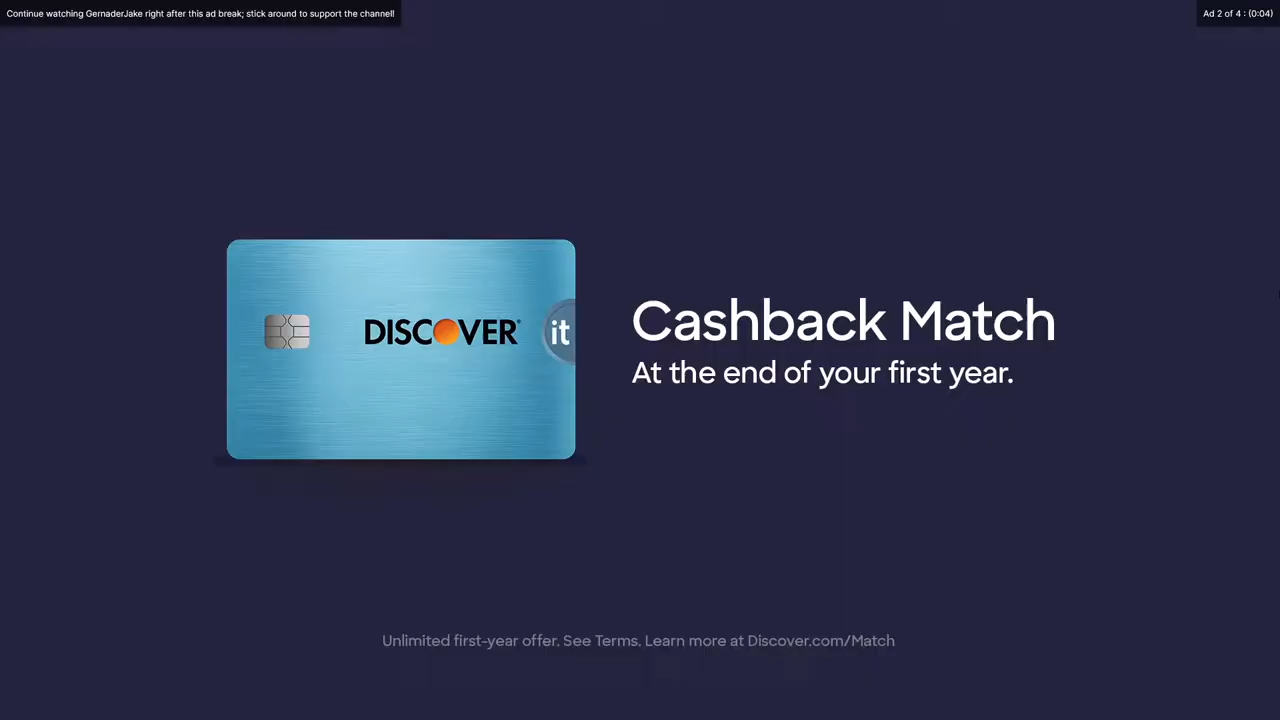 Continue watching GernaderJake right after this ad break; stick around to support the channel!
Ad 2 of 4 : (0:04)
DISCOVER®
it
Cashback Match
At the end of your first year.
Unlimited first-year offer. See Terms. Learn more at Discover.com/Match